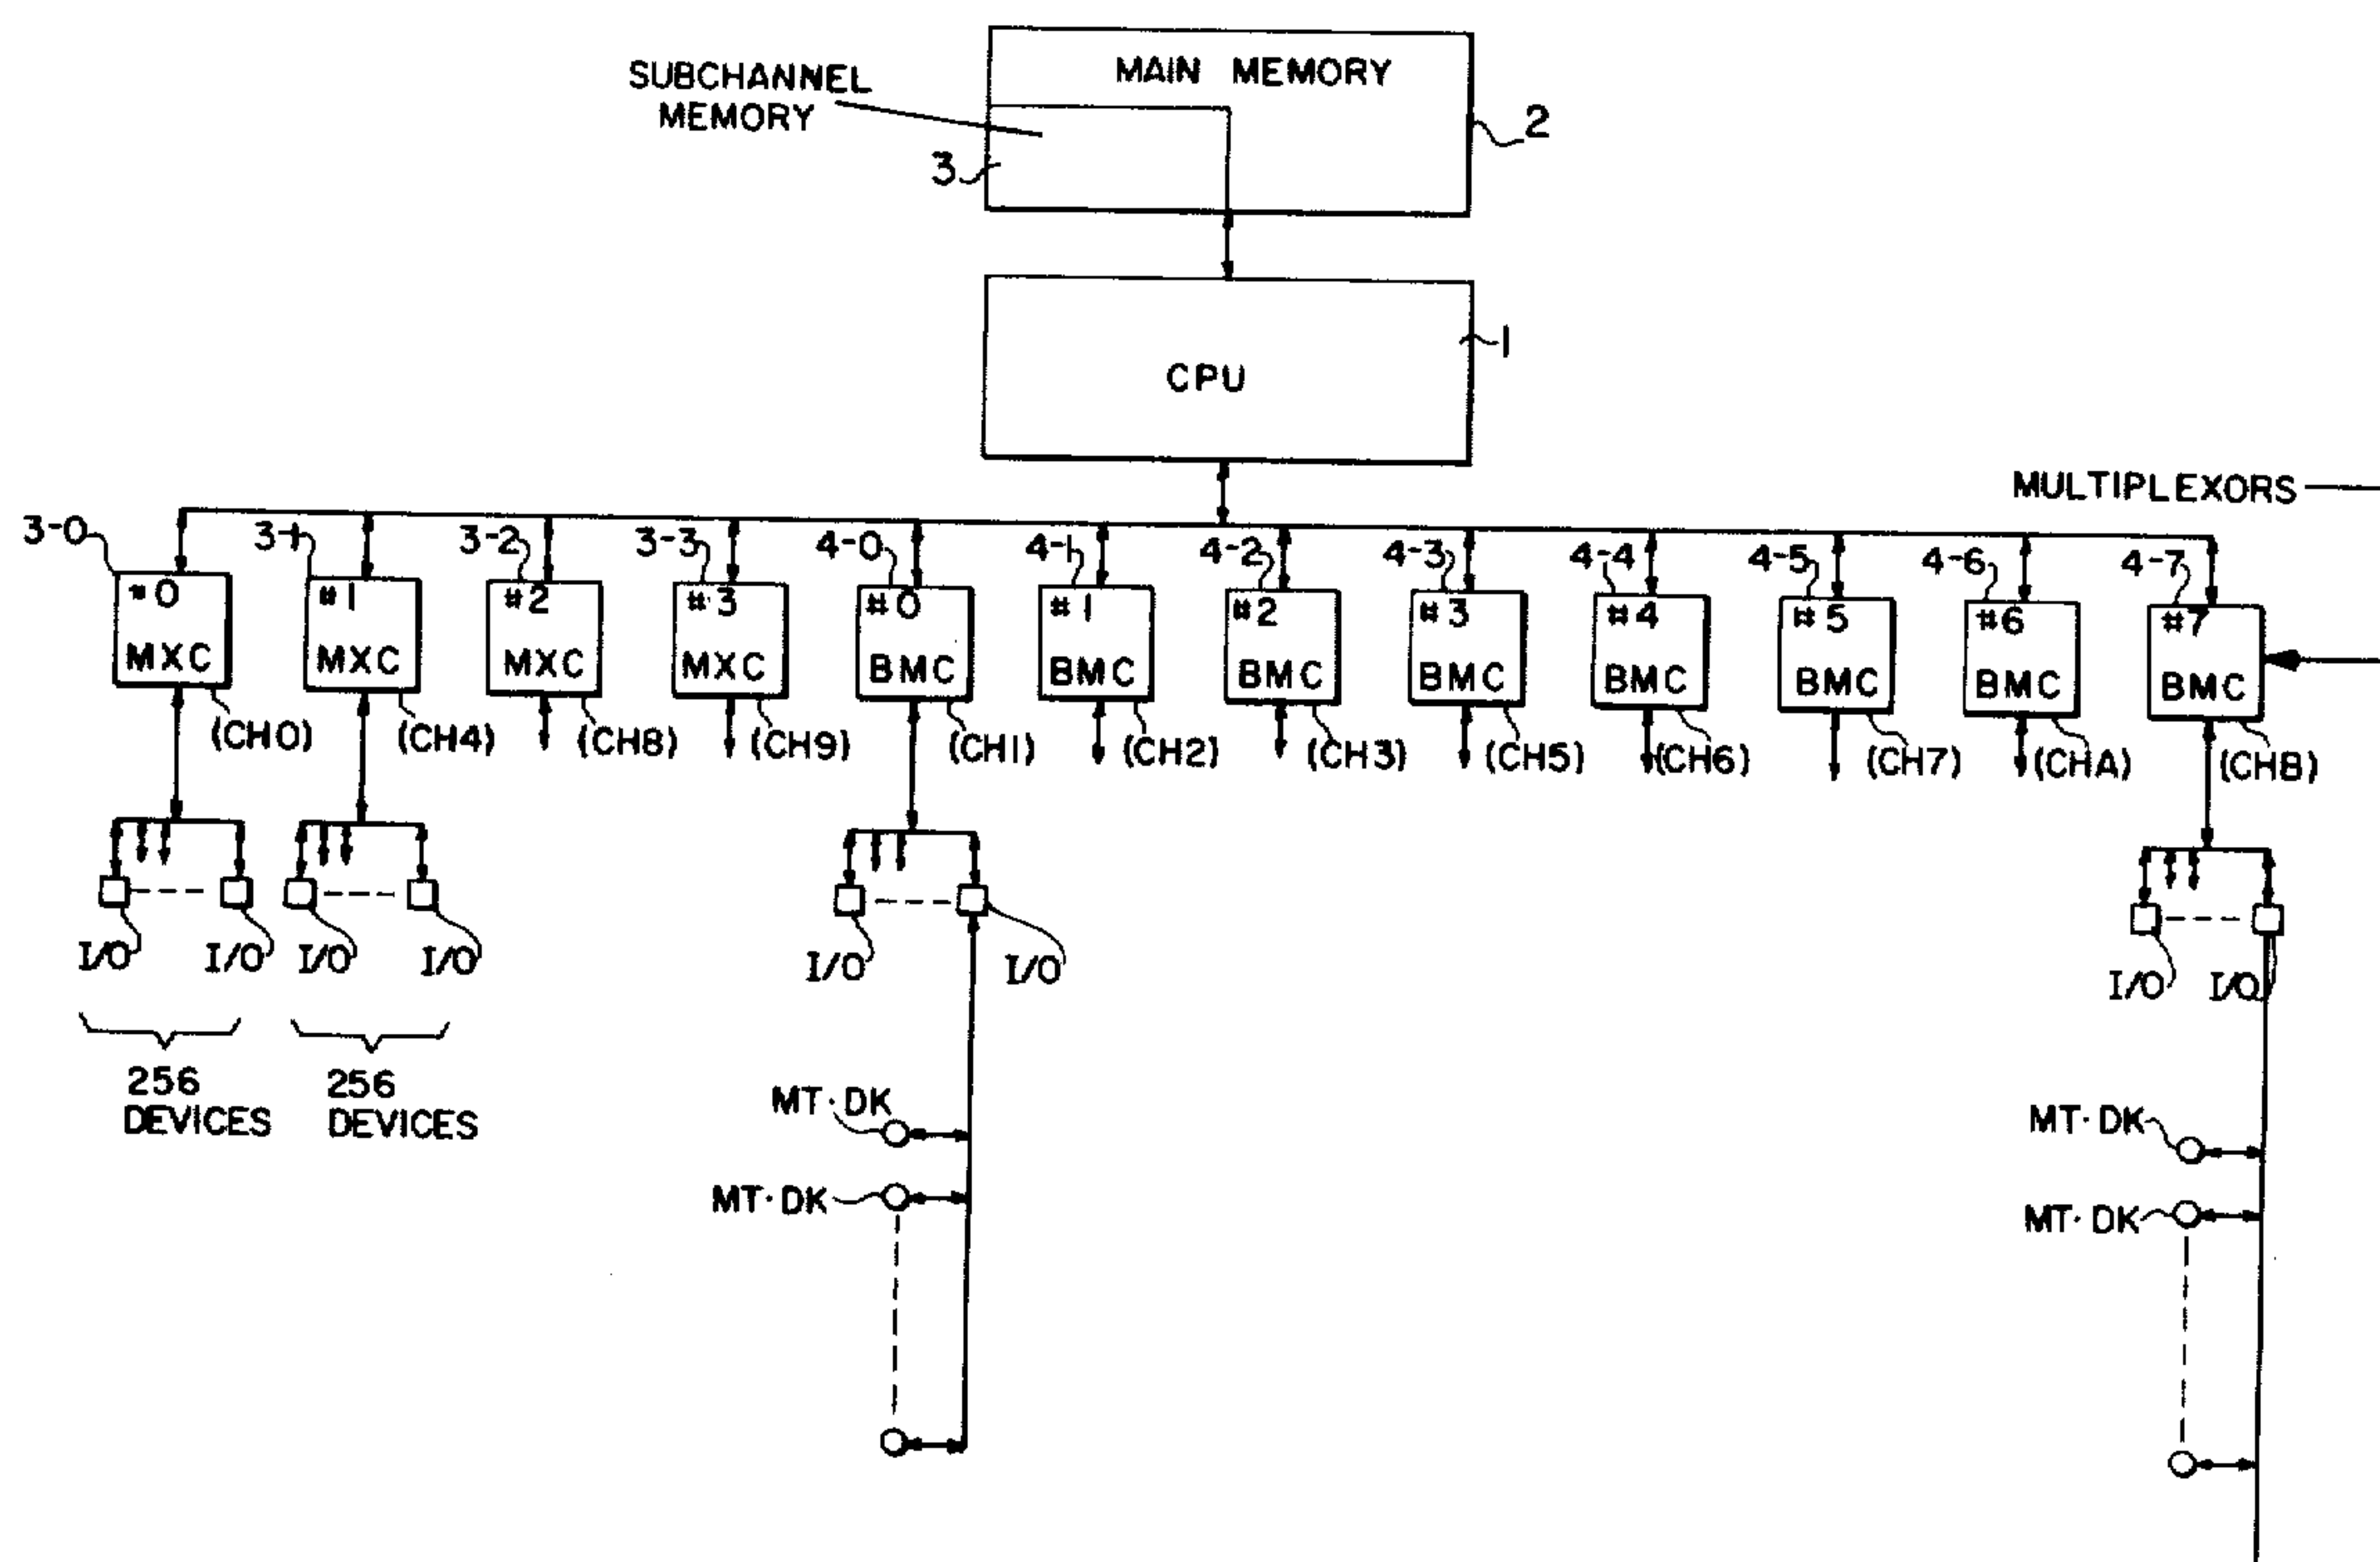 MAIN MEMORY
SUBCHANNEL
MEMORY
2
3
1
CPU
MULTIPLEXORS
3-0
3-1
3-2
3-3
4-0
4-1
4-2
4-3
4-4
4-5
4-6
4-7
#0
MXC
#1
MXC
#2
MXC
#3
MXC
#0
BMC
#1
BMC
#2
BMC
#3
BMC
#4
BMC
#5
BMC
#6
BMC
#7
BMC
(CH0)
(CH4)
(CH8)
(CH9)
(CH1)
(CH2)
(CH3)
(CH5)
(CH6)
(CH7)
(CHA)
(CHB)
I/O
I/O
I/O
I/O
I/O
I/O
I/O
I/O
256
DEVICES
256
DEVICES
MT·DK
MT·DK
MT·DK
MT·DK